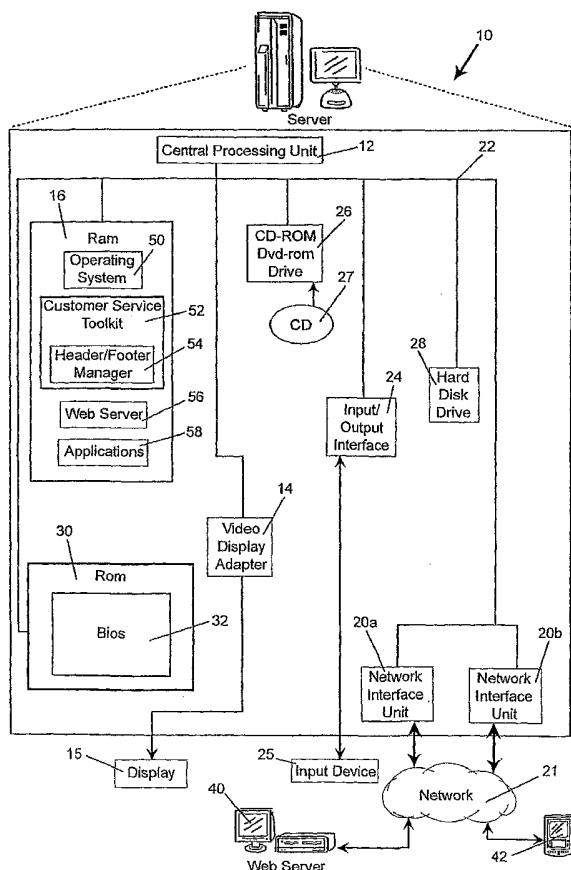 10
Server
Central Processing Unit
12
22
16
Ram
Operating
System
50
Customer Service
Toolkit
52
Header/Footer
Manager
54
Web Server
56
Applications
58
CD-ROM
Dvd-rom
Drive
26
CD
27
24
Input/
Output
Interface
28
Hard
Disk
Drive
14
Video
Display
Adapter
30
Rom
Bios
32
20a
Network
Interface
Unit
20b
Network
Interface
Unit
15
Display
25
Input Device
Network
21
40
Web Server
42